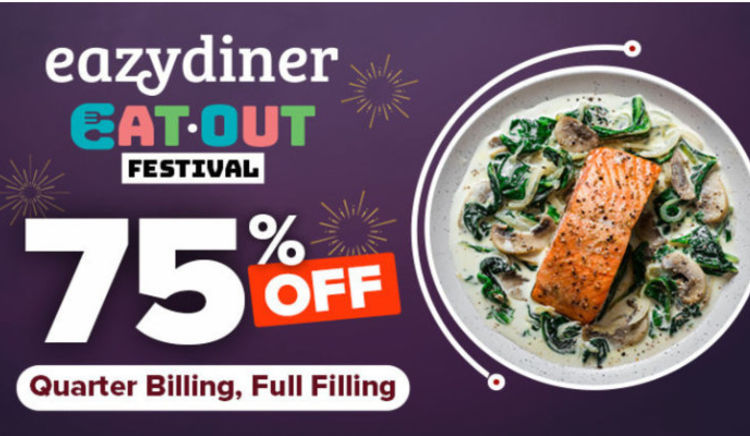 eazydiner
EAT·OUT
FESTIVAL
75% OFF
Quarter Billing, Full Filling